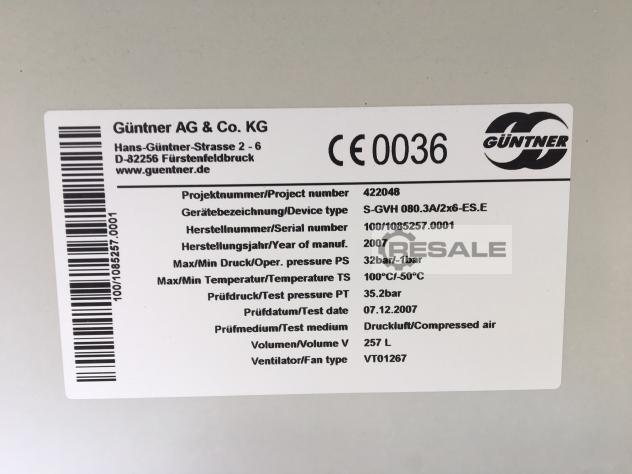 Güntner AG & Co. KG
Hans-Güntner-Strasse 2 - 6
D-82256 Fürstenfeldbruck
www.guentner.de
CE 0036
GÜNTNER
100/1085257.0001
Projektnummer/Project number 422048
Gerätebezeichnung/Device type S-GVH 080.3A/2x6-ES.E
Herstellnummer/Serial number 100/1085257.0001
Herstellungsjahr/Year of manuf. 2007
Max/Min Druck/Oper. pressure PS 32bar/-1bar
Max/Min Temperatur/Temperature TS 100°C/-50°C
Prüfdruck/Test pressure PT 35.2bar
Prüfdatum/Test date 07.12.2007
Prüfmedium/Test medium Druckluft/Compressed air
Volumen/Volume V 257 L
Ventilator/Fan type VT01267
RESALE